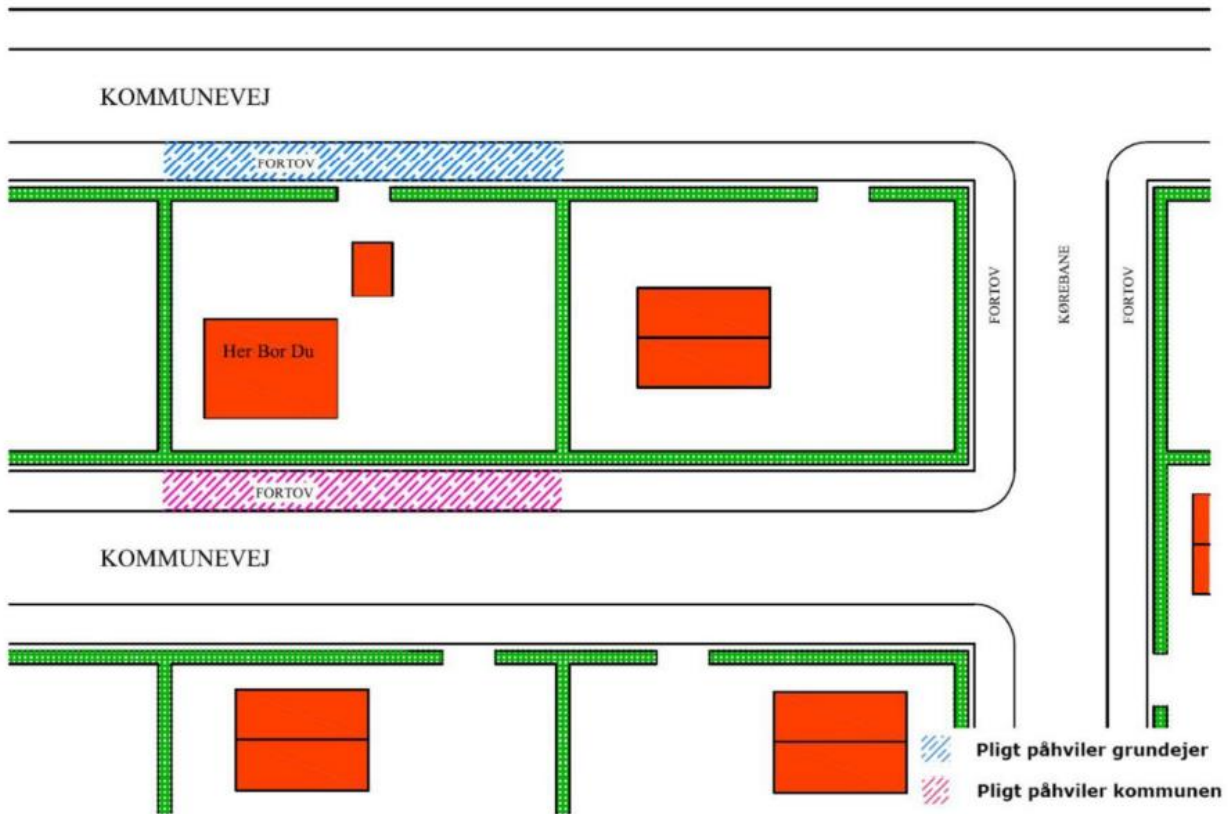 KOMMUNEVEJ
FORTOV
FORTOV
KØREBANE
FORTOV
Her Bor Du
FORTOV
KOMMUNEVEJ
Pligt påhviler grundejer
Pligt påhviler kommunen